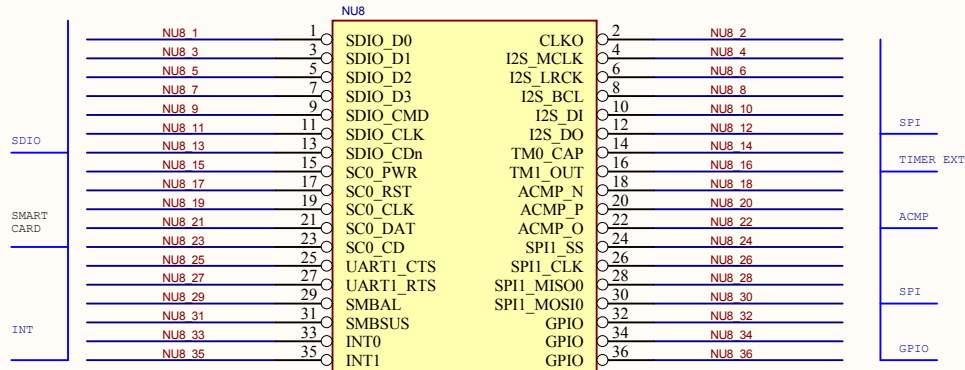 NU8
NU8_1 1 SDIO_D0 CLKO 2 NU8_2
NU8_3 3 SDIO_D1 I2S_MCLK 4 NU8_4
NU8_5 5 SDIO_D2 I2S_LRCK 6 NU8_6
NU8_7 7 SDIO_D3 I2S_BCL 8 NU8_8
NU8_9 9 SDIO_CMD I2S_DI 10 NU8_10
NU8_11 11 SDIO_CLK I2S_DO 12 NU8_12 SPI
SDIO NU8_13 13 SDIO_CDn TM0_CAP 14 NU8_14
NU8_15 15 SC0_PWR TM1_OUT 16 NU8_16 TIMER EXT
NU8_17 17 SC0_RST ACMP_N 18 NU8_18
NU8_19 19 SC0_CLK ACMP_P 20 NU8_20
SMART NU8_21 21 SC0_DAT ACMP_O 22 NU8_22 ACMP
CARD NU8_23 23 SC0_CD SPI1_SS 24 NU8_24
NU8_25 25 UART1_CTS SPI1_CLK 26 NU8_26
NU8_27 27 UART1_RTS SPI1_MISO0 28 NU8_28
NU8_29 29 SMBAL SPI1_MOSI0 30 NU8_30 SPI
INT NU8_31 31 SMBSUS GPIO 32 NU8_32
NU8_33 33 INT0 GPIO 34 NU8_34
NU8_35 35 INT1 GPIO 36 NU8_36 GPIO